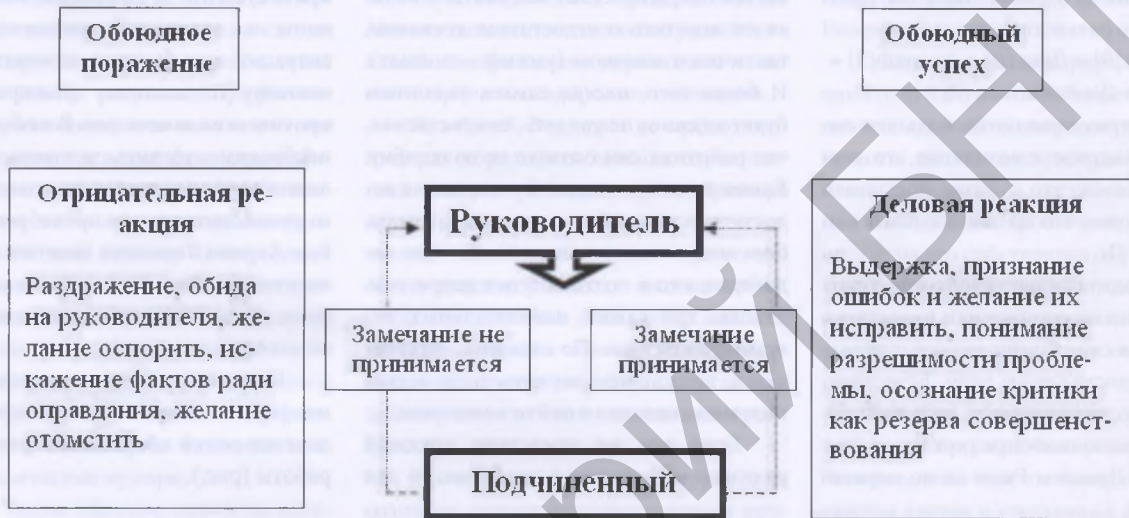 Обоюдное
поражение
Обоюдный
успех
Отрицательная ре-
акция
Раздражение, обида
на руководителя, же-
лание оспорить, ис-
кажение фактов ради
оправдания, желание
отомстить
Руководитель
Замечание не
принимается
Замечание
принимается
Подчиненный
Деловая реакция
Выдержка, признание
ошибок и желание их
исправить, понимание
разрешимости пробле-
мы, осознание критики
как резерва совершенст-
вования